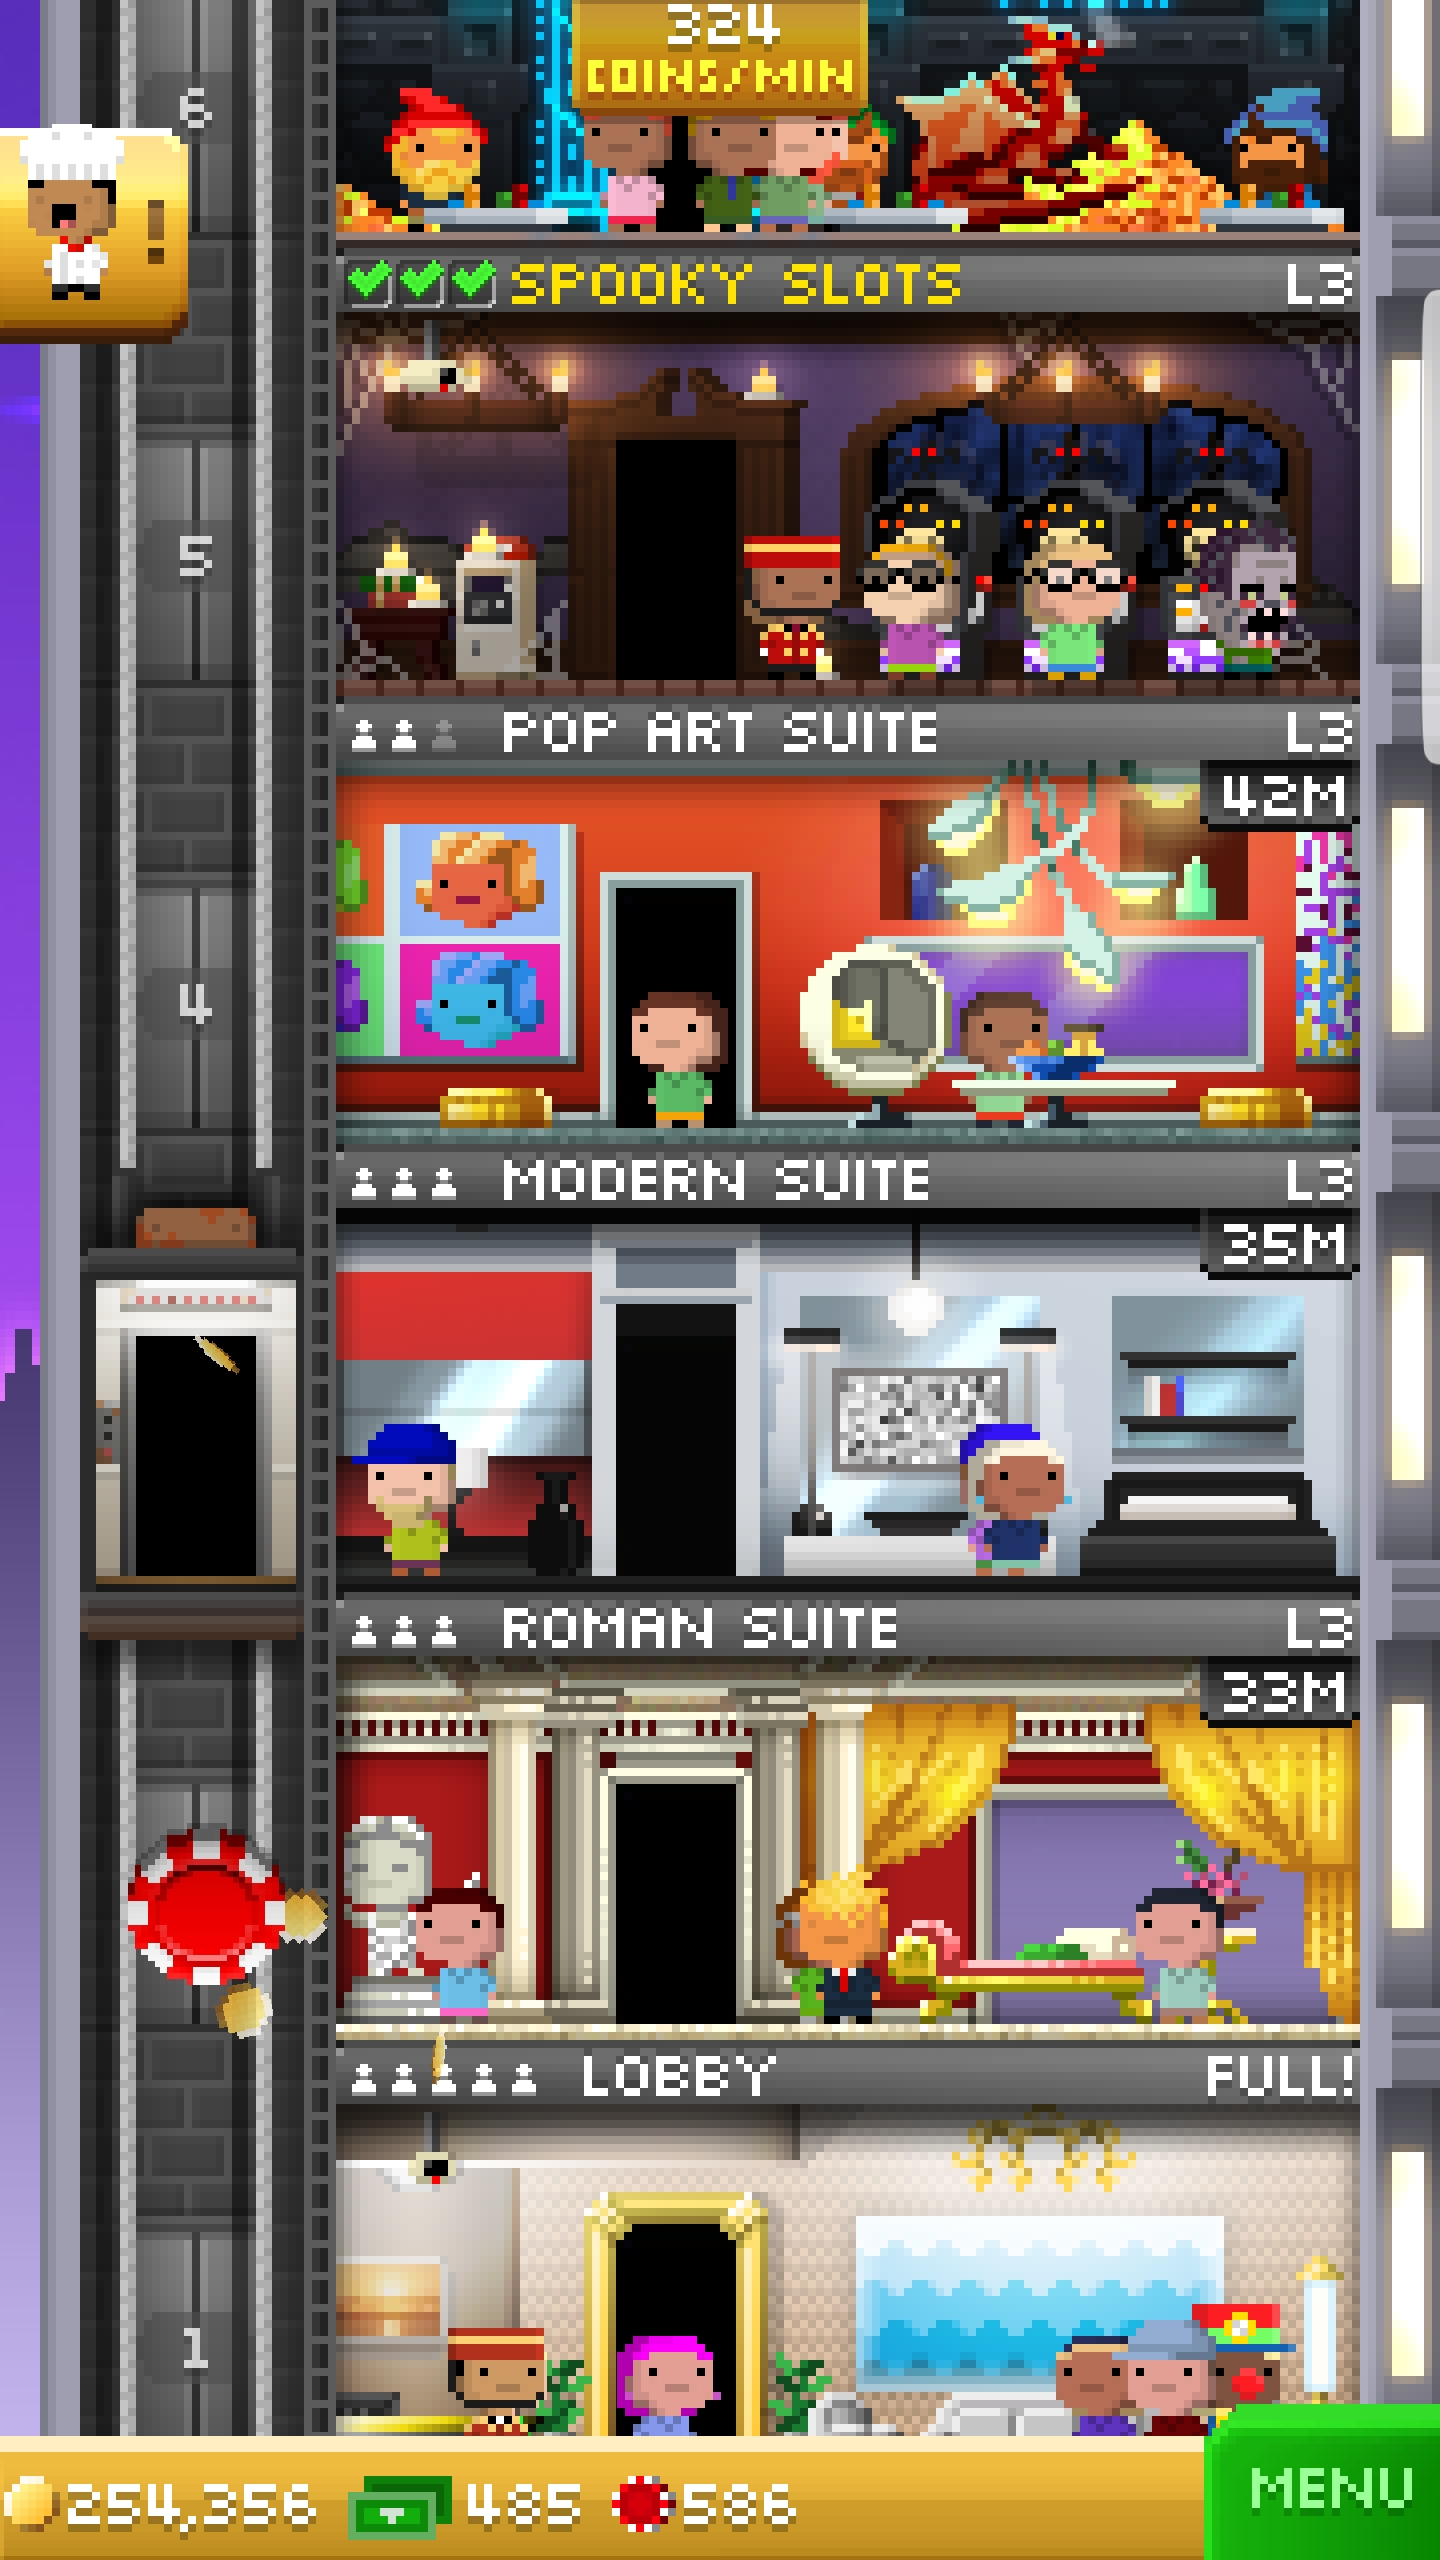 324
COINS/MIN
6
!
SPOOKY SLOTS L3
5
POP ART SUITE L3
42M
4
MODERN SUITE L3
35M
ROMAN SUITE L3
33M
LOBBY FULL!
1
254,356 485 586 MENU